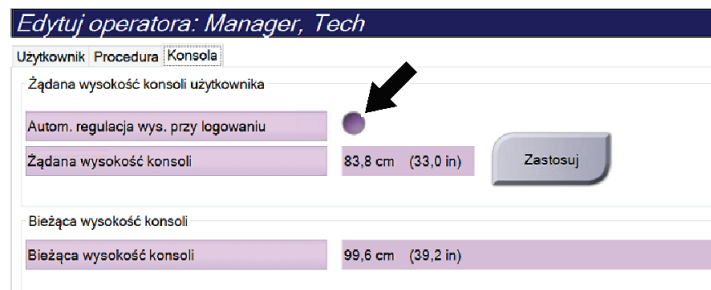 Edytuj operatora: Manager, Tech
Użytkownik Procedura Konsola
Żądana wysokość konsoli użytkownika
Autom. regulacja wys. przy logowaniu
Żądana wysokość konsoli 83,8 cm (33,0 in) Zastosuj
Bieżąca wysokość konsoli
Bieżąca wysokość konsoli 99,6 cm (39,2 in)